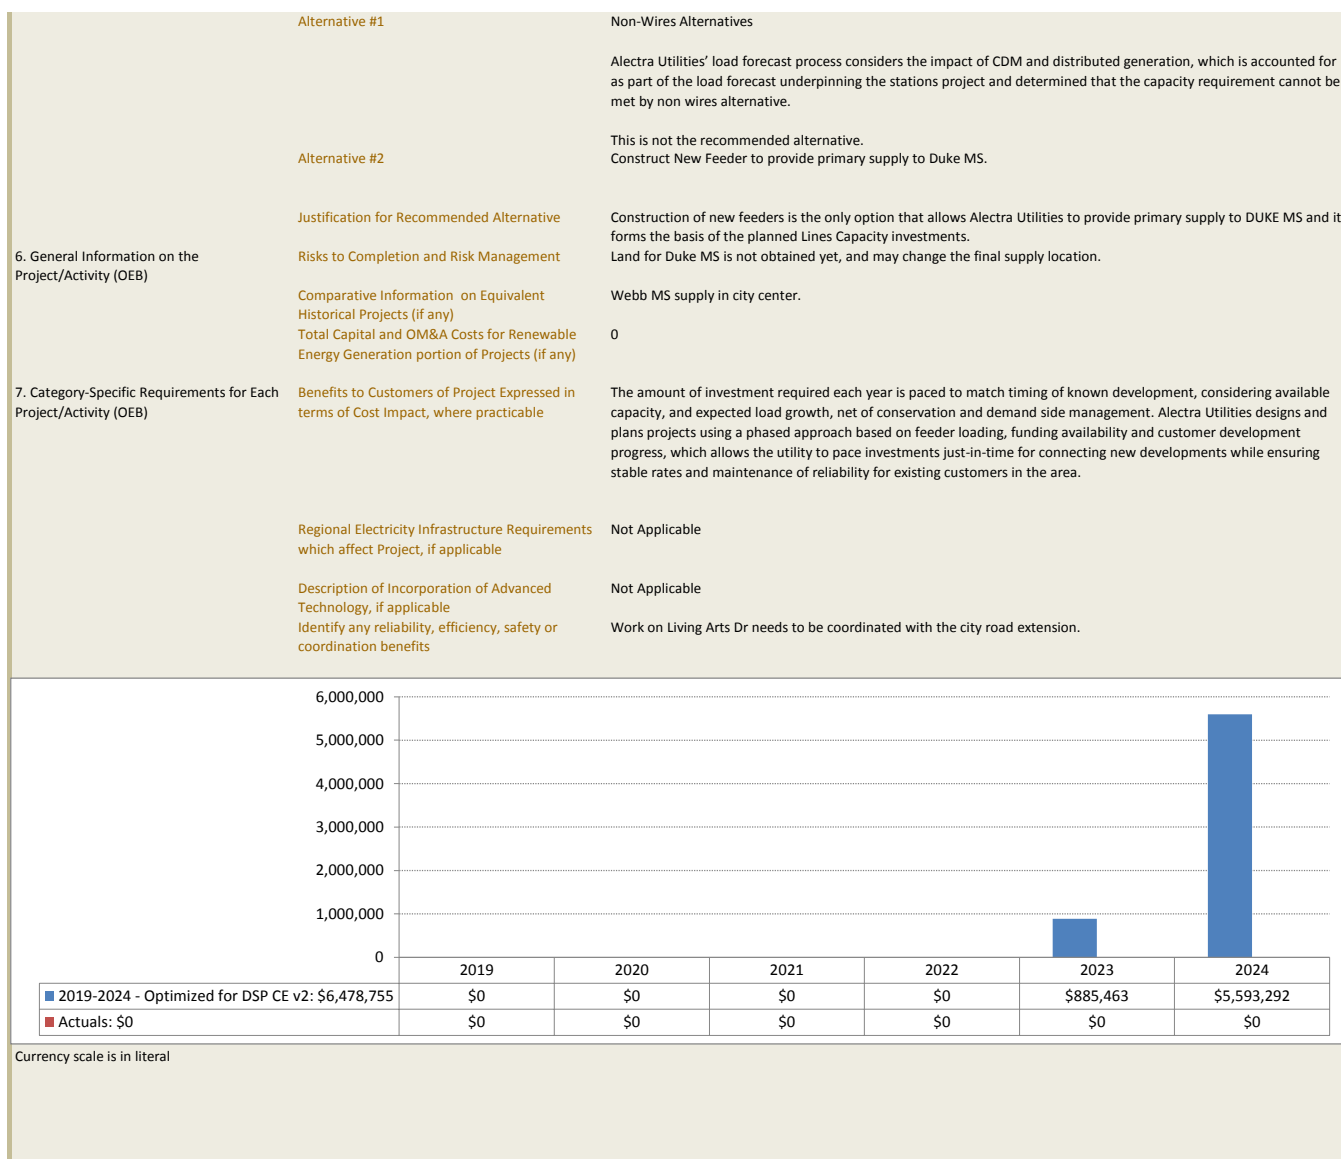 Alternative #1 Non-Wires Alternatives
Alectra Utilities’ load forecast process considers the impact of CDM and distributed generation, which is accounted for
as part of the load forecast underpinning the stations project and determined that the capacity requirement cannot be
met by non wires alternative.
This is not the recommended alternative.
Alternative #2 Construct New Feeder to provide primary supply to Duke MS.
Justification for Recommended Alternative Construction of new feeders is the only option that allows Alectra Utilities to provide primary supply to DUKE MS and it
forms the basis of the planned Lines Capacity investments.
6. General Information on the Risks to Completion and Risk Management Land for Duke MS is not obtained yet, and may change the final supply location.
Project/Activity (OEB)
Comparative Information on Equivalent Webb MS supply in city center.
Historical Projects (if any)
Total Capital and OM&A Costs for Renewable 0
Energy Generation portion of Projects (if any)
7. Category-Specific Requirements for Each Benefits to Customers of Project Expressed in The amount of investment required each year is paced to match timing of known development, considering available
Project/Activity (OEB) terms of Cost Impact, where practicable capacity, and expected load growth, net of conservation and demand side management. Alectra Utilities designs and
plans projects using a phased approach based on feeder loading, funding availability and customer development
progress, which allows the utility to pace investments just-in-time for connecting new developments while ensuring
stable rates and maintenance of reliability for existing customers in the area.
Regional Electricity Infrastructure Requirements Not Applicable
which affect Project, if applicable
Description of Incorporation of Advanced Not Applicable
Technology, if applicable
Identify any reliability, efficiency, safety or Work on Living Arts Dr needs to be coordinated with the city road extension.
coordination benefits
6,000,000
5,000,000
4,000,000
3,000,000
2,000,000
1,000,000
0
2019 2020 2021 2022 2023 2024
2019-2024 - Optimized for DSP CE v2: $6,478,755 $0 $0 $0 $0 $885,463 $5,593,292
Actuals: $0 $0 $0 $0 $0 $0 $0
Currency scale is in literal